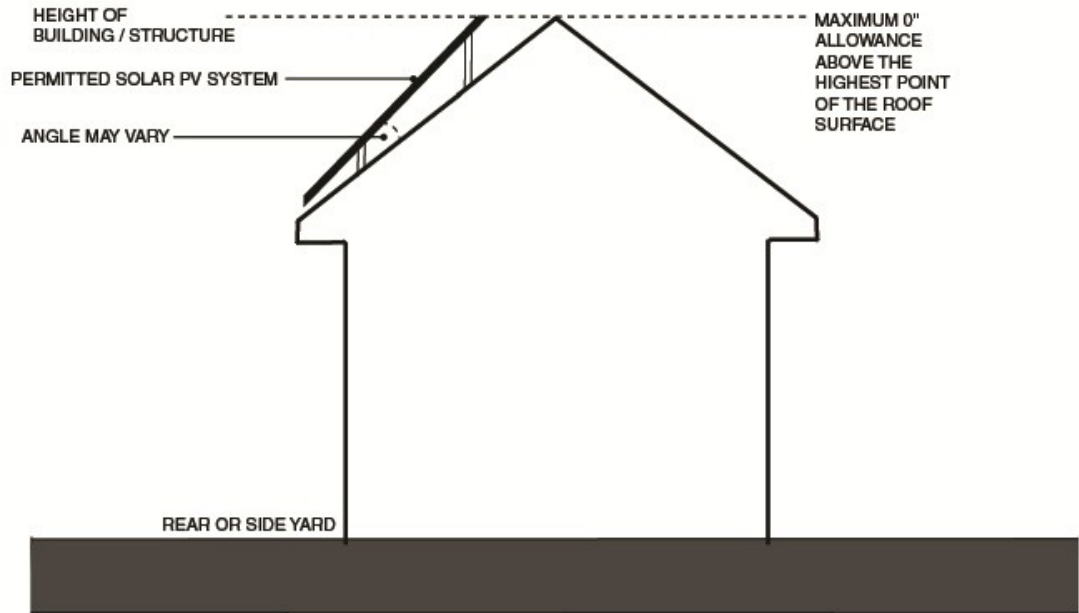 HEIGHT OF
BUILDING / STRUCTURE
PERMITTED SOLAR PV SYSTEM
ANGLE MAY VARY
MAXIMUM 0"
ALLOWANCE
ABOVE THE
HIGHEST POINT
OF THE ROOF
SURFACE
REAR OR SIDE YARD